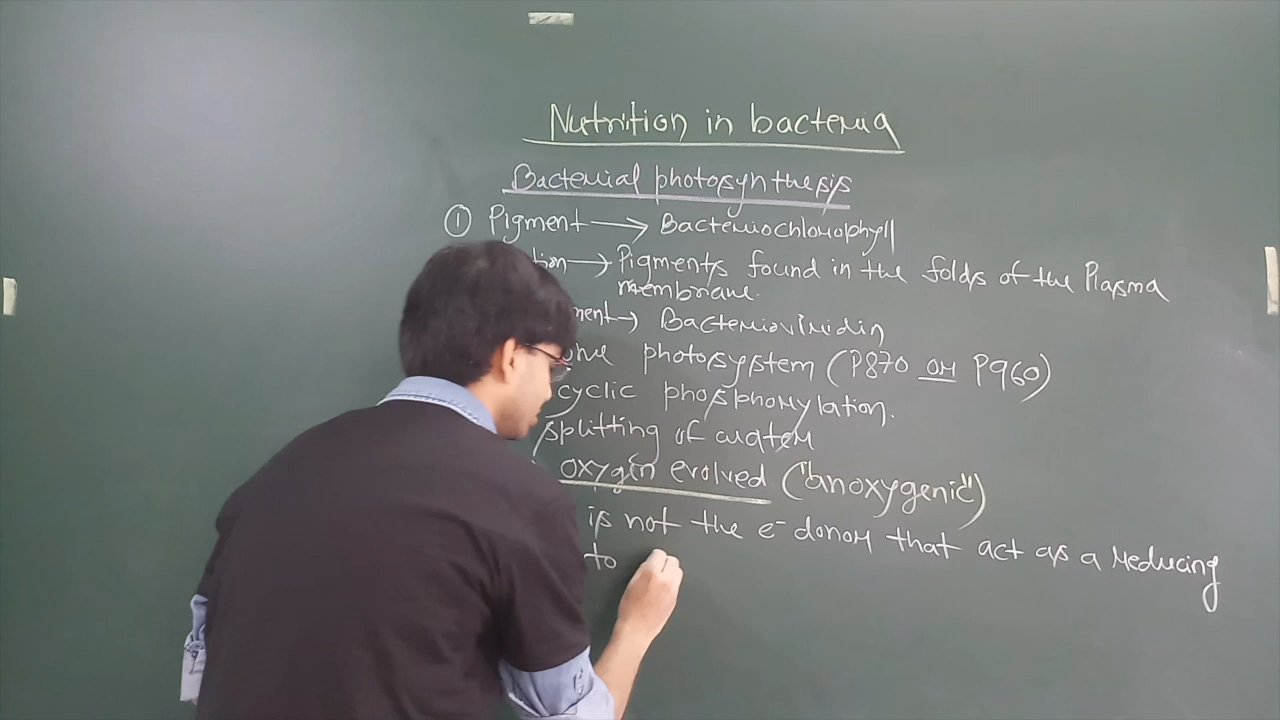 Nutrition in bacteria
Bacterial photosynthesis
① Pigment → Bacteriochlorophyll
tion → Pigments found in the folds of the Plasma
membrane.
ment → Bacterioviridin
photosystem (P870 or P960)
cyclic phosphorylation.
splitting of water
oxygen evolved ("anoxygenic")
is not the e⁻ donor that act as a reducing
to